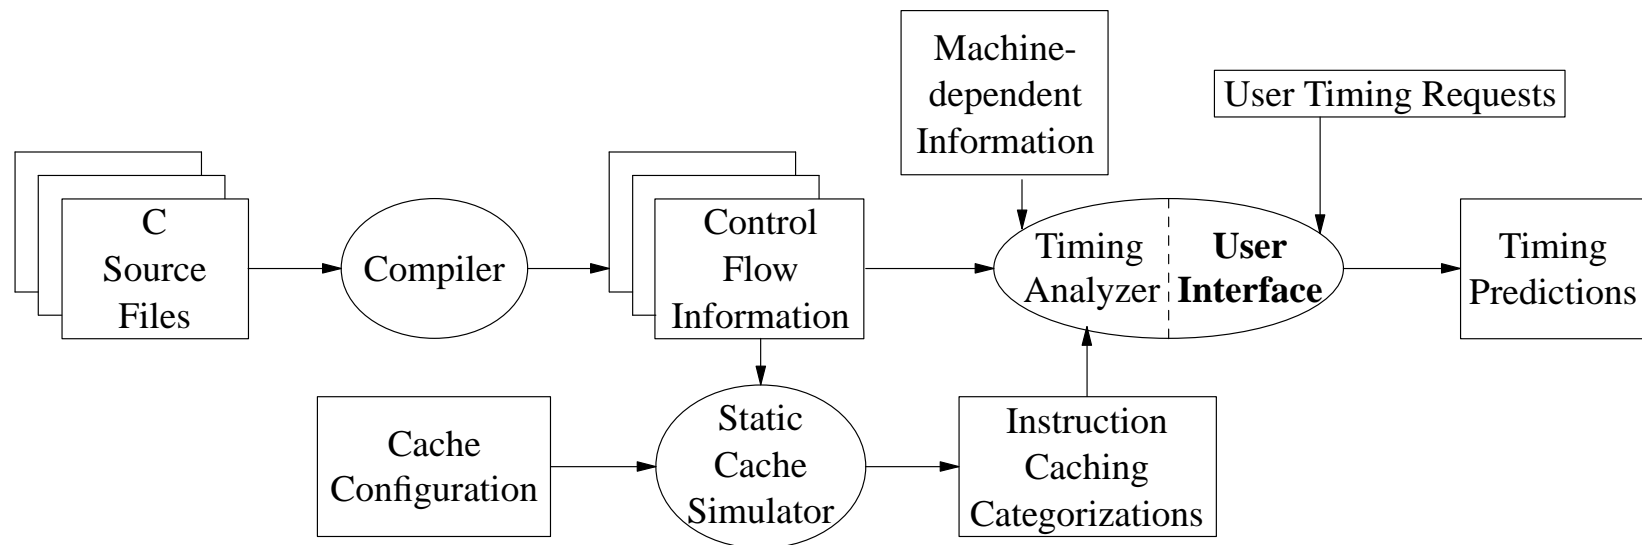 Machine-
dependent
Information
User Timing Requests
C
Source
Files
Compiler
Control
Flow
Information
Timing
Analyzer
User
Interface
Timing
Predictions
Cache
Configuration
Static
Cache
Simulator
Instruction
Caching
Categorizations